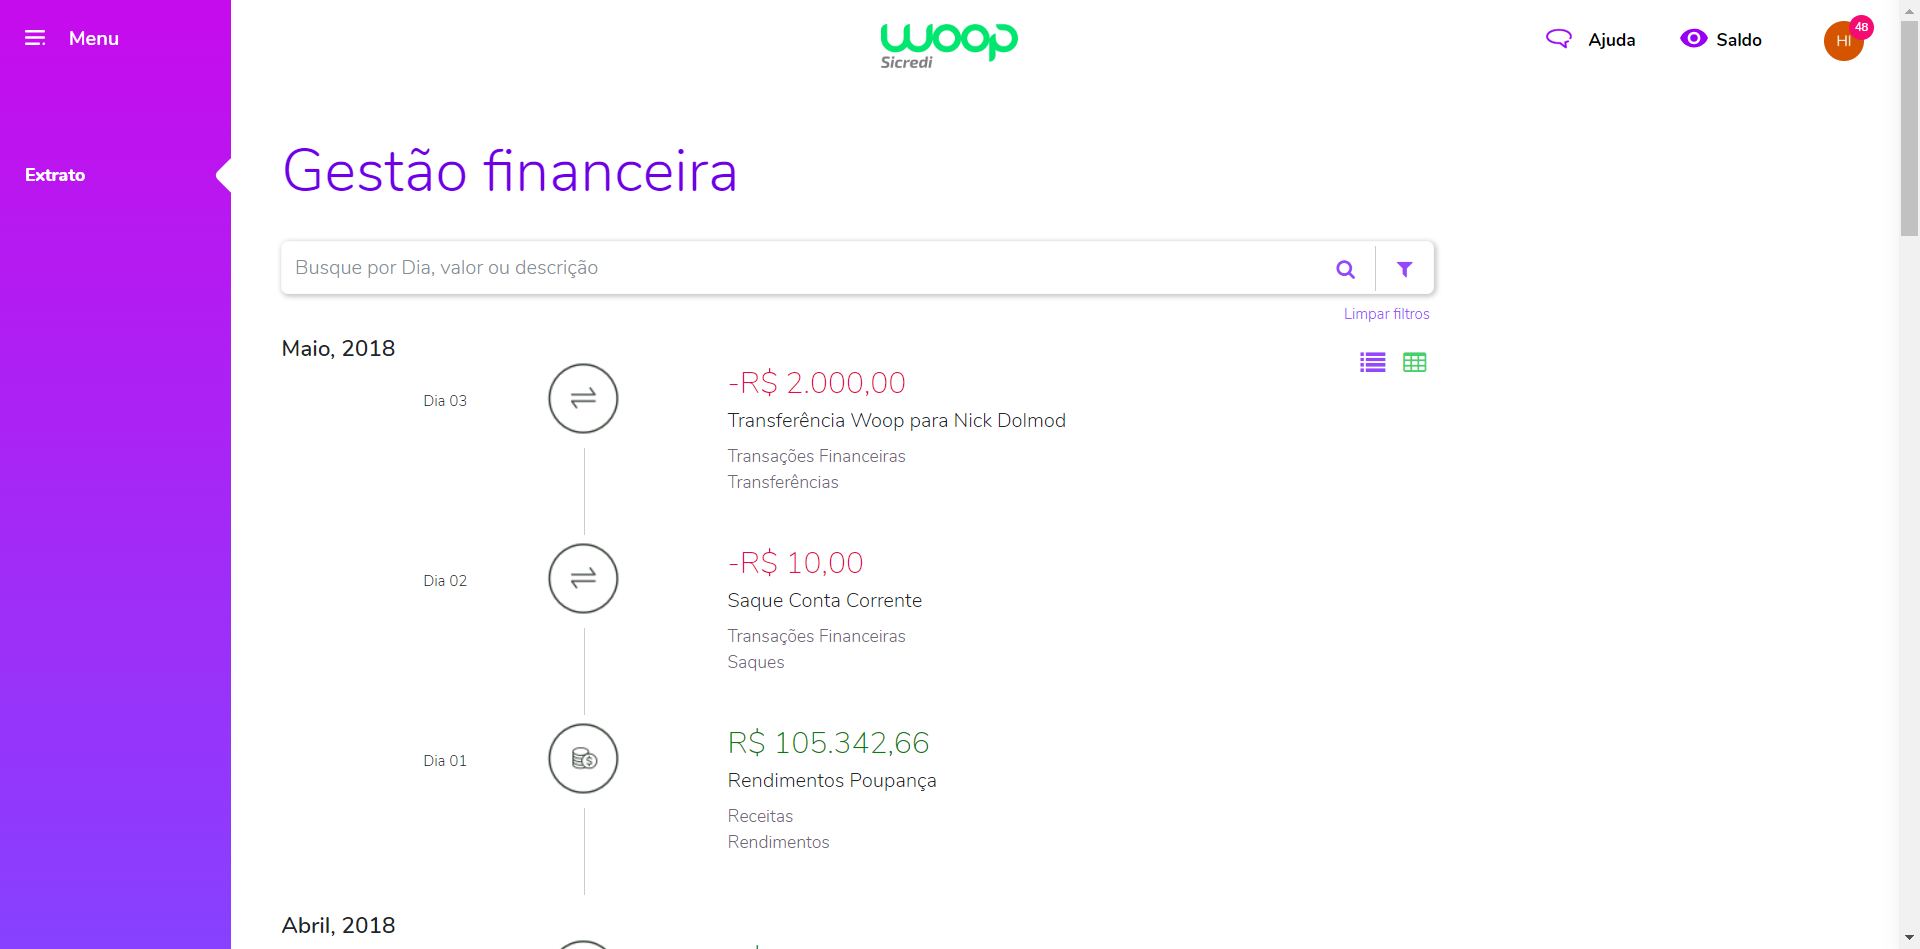 Menu
woop
Sicredi
Ajuda
Saldo
HI
48
Extrato
Gestão financeira
Busque por Dia, valor ou descrição
Limpar filtros
Maio, 2018
Dia 03
-R$ 2.000,00
Transferência Woop para Nick Dolmod
Transações Financeiras
Transferências
Dia 02
-R$ 10,00
Saque Conta Corrente
Transações Financeiras
Saques
Dia 01
R$ 105.342,66
Rendimentos Poupança
Receitas
Rendimentos
Abril, 2018